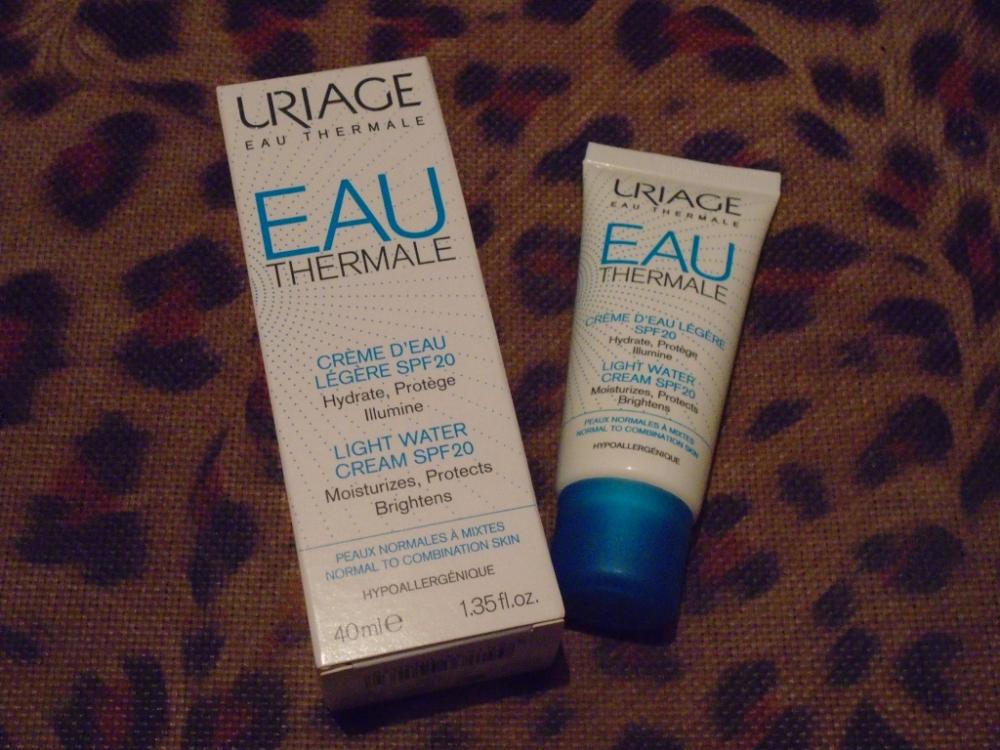 URIAGE
EAU THERMALE
EAU
THERMALE
CRÈME D'EAU
LÉGÈRE SPF20
Hydrate, Protège
Illumine
LIGHT WATER
CREAM SPF20
Moisturizes, Protects
Brightens
PEAUX NORMALES À MIXTES
NORMAL TO COMBINATION SKIN
HYPOALLERGÉNIQUE
40 ml e 1.35 fl.oz.
URIAGE
EAU THERMALE
EAU
THERMALE
CRÈME D'EAU LÉGÈRE
SPF20
Hydrate, Protège
Illumine
LIGHT WATER
CREAM SPF20
Moisturizes, Protects
Brightens
PEAUX NORMALES À MIXTES
NORMAL TO COMBINATION SKIN
HYPOALLERGÉNIQUE